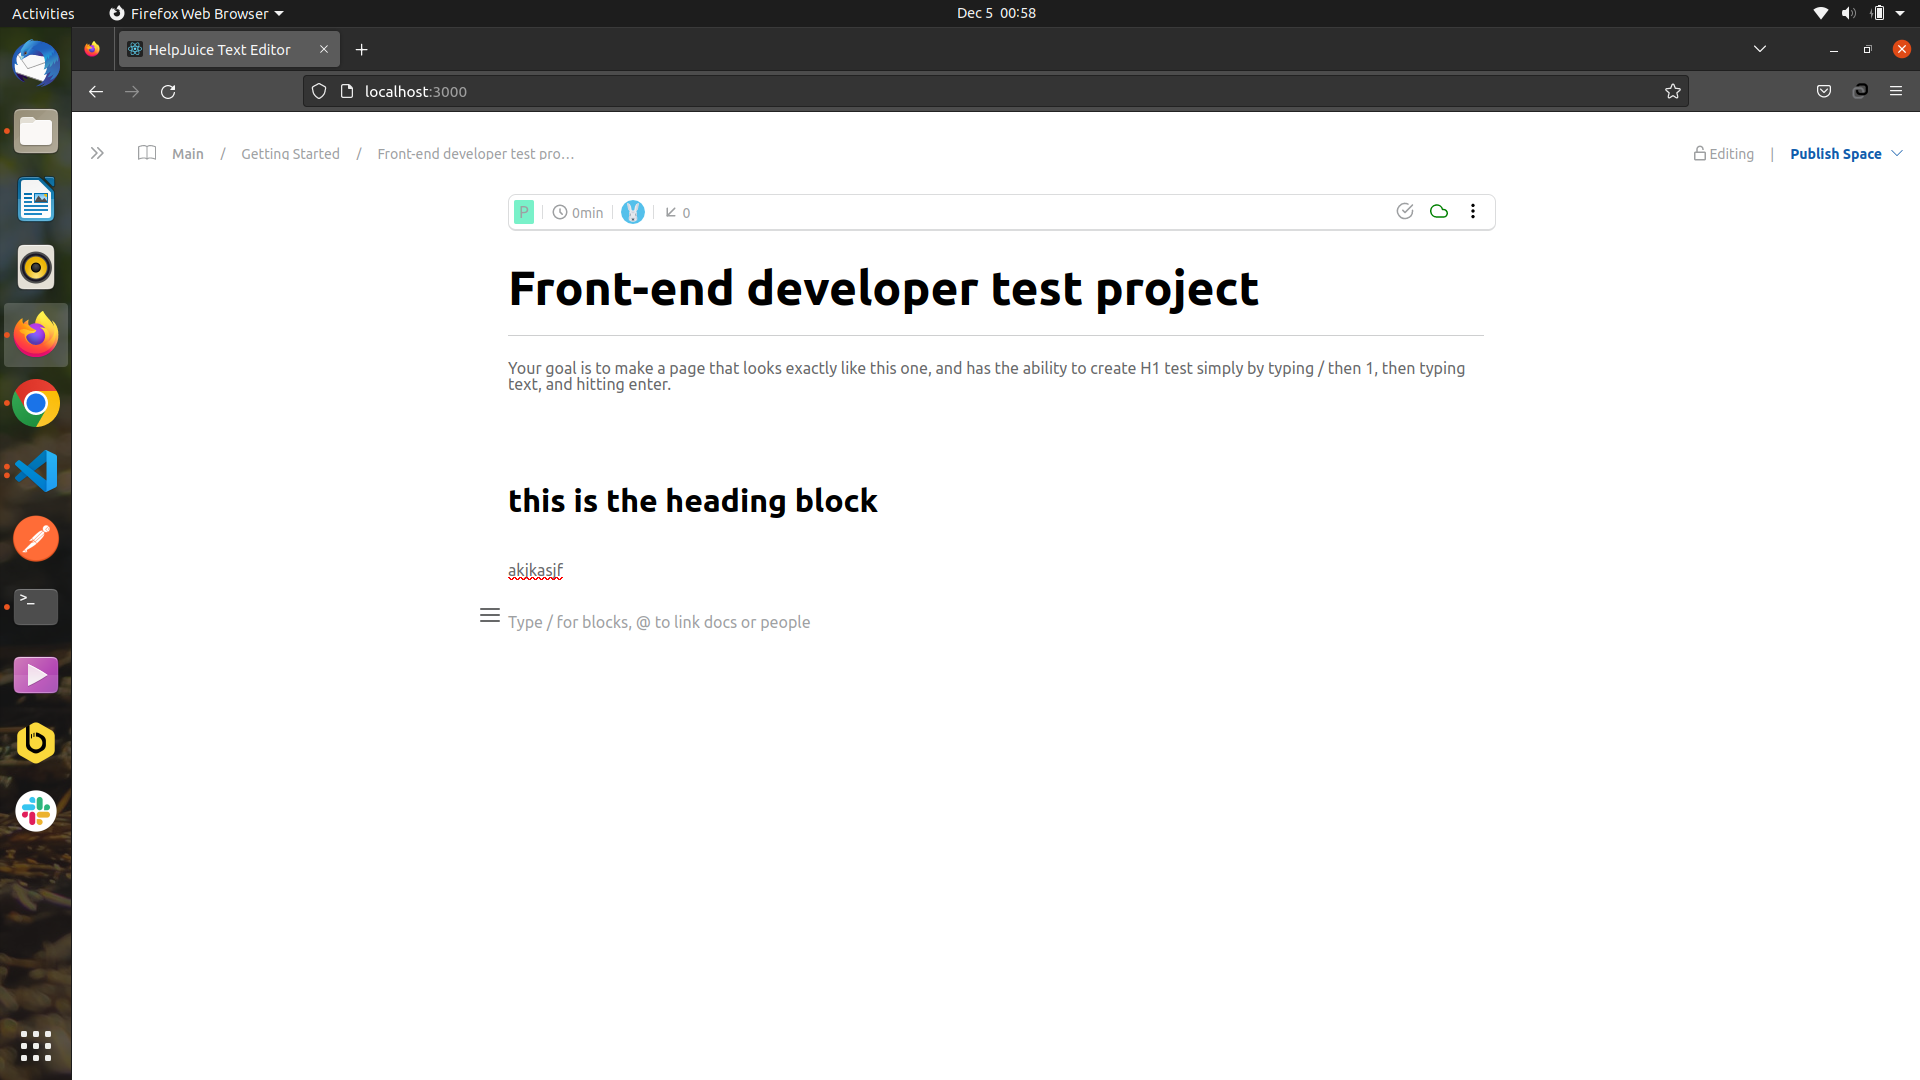 Activities
Firefox Web Browser
Dec 5 00:58
HelpJuice Text Editor
localhost:3000
Main / Getting Started / Front-end developer test pro...
Editing | Publish Space
P 0min 0
Front-end developer test project
Your goal is to make a page that looks exactly like this one, and has the ability to create H1 test simply by typing / then 1, then typing
text, and hitting enter.
this is the heading block
akjkasjf
Type / for blocks, @ to link docs or people